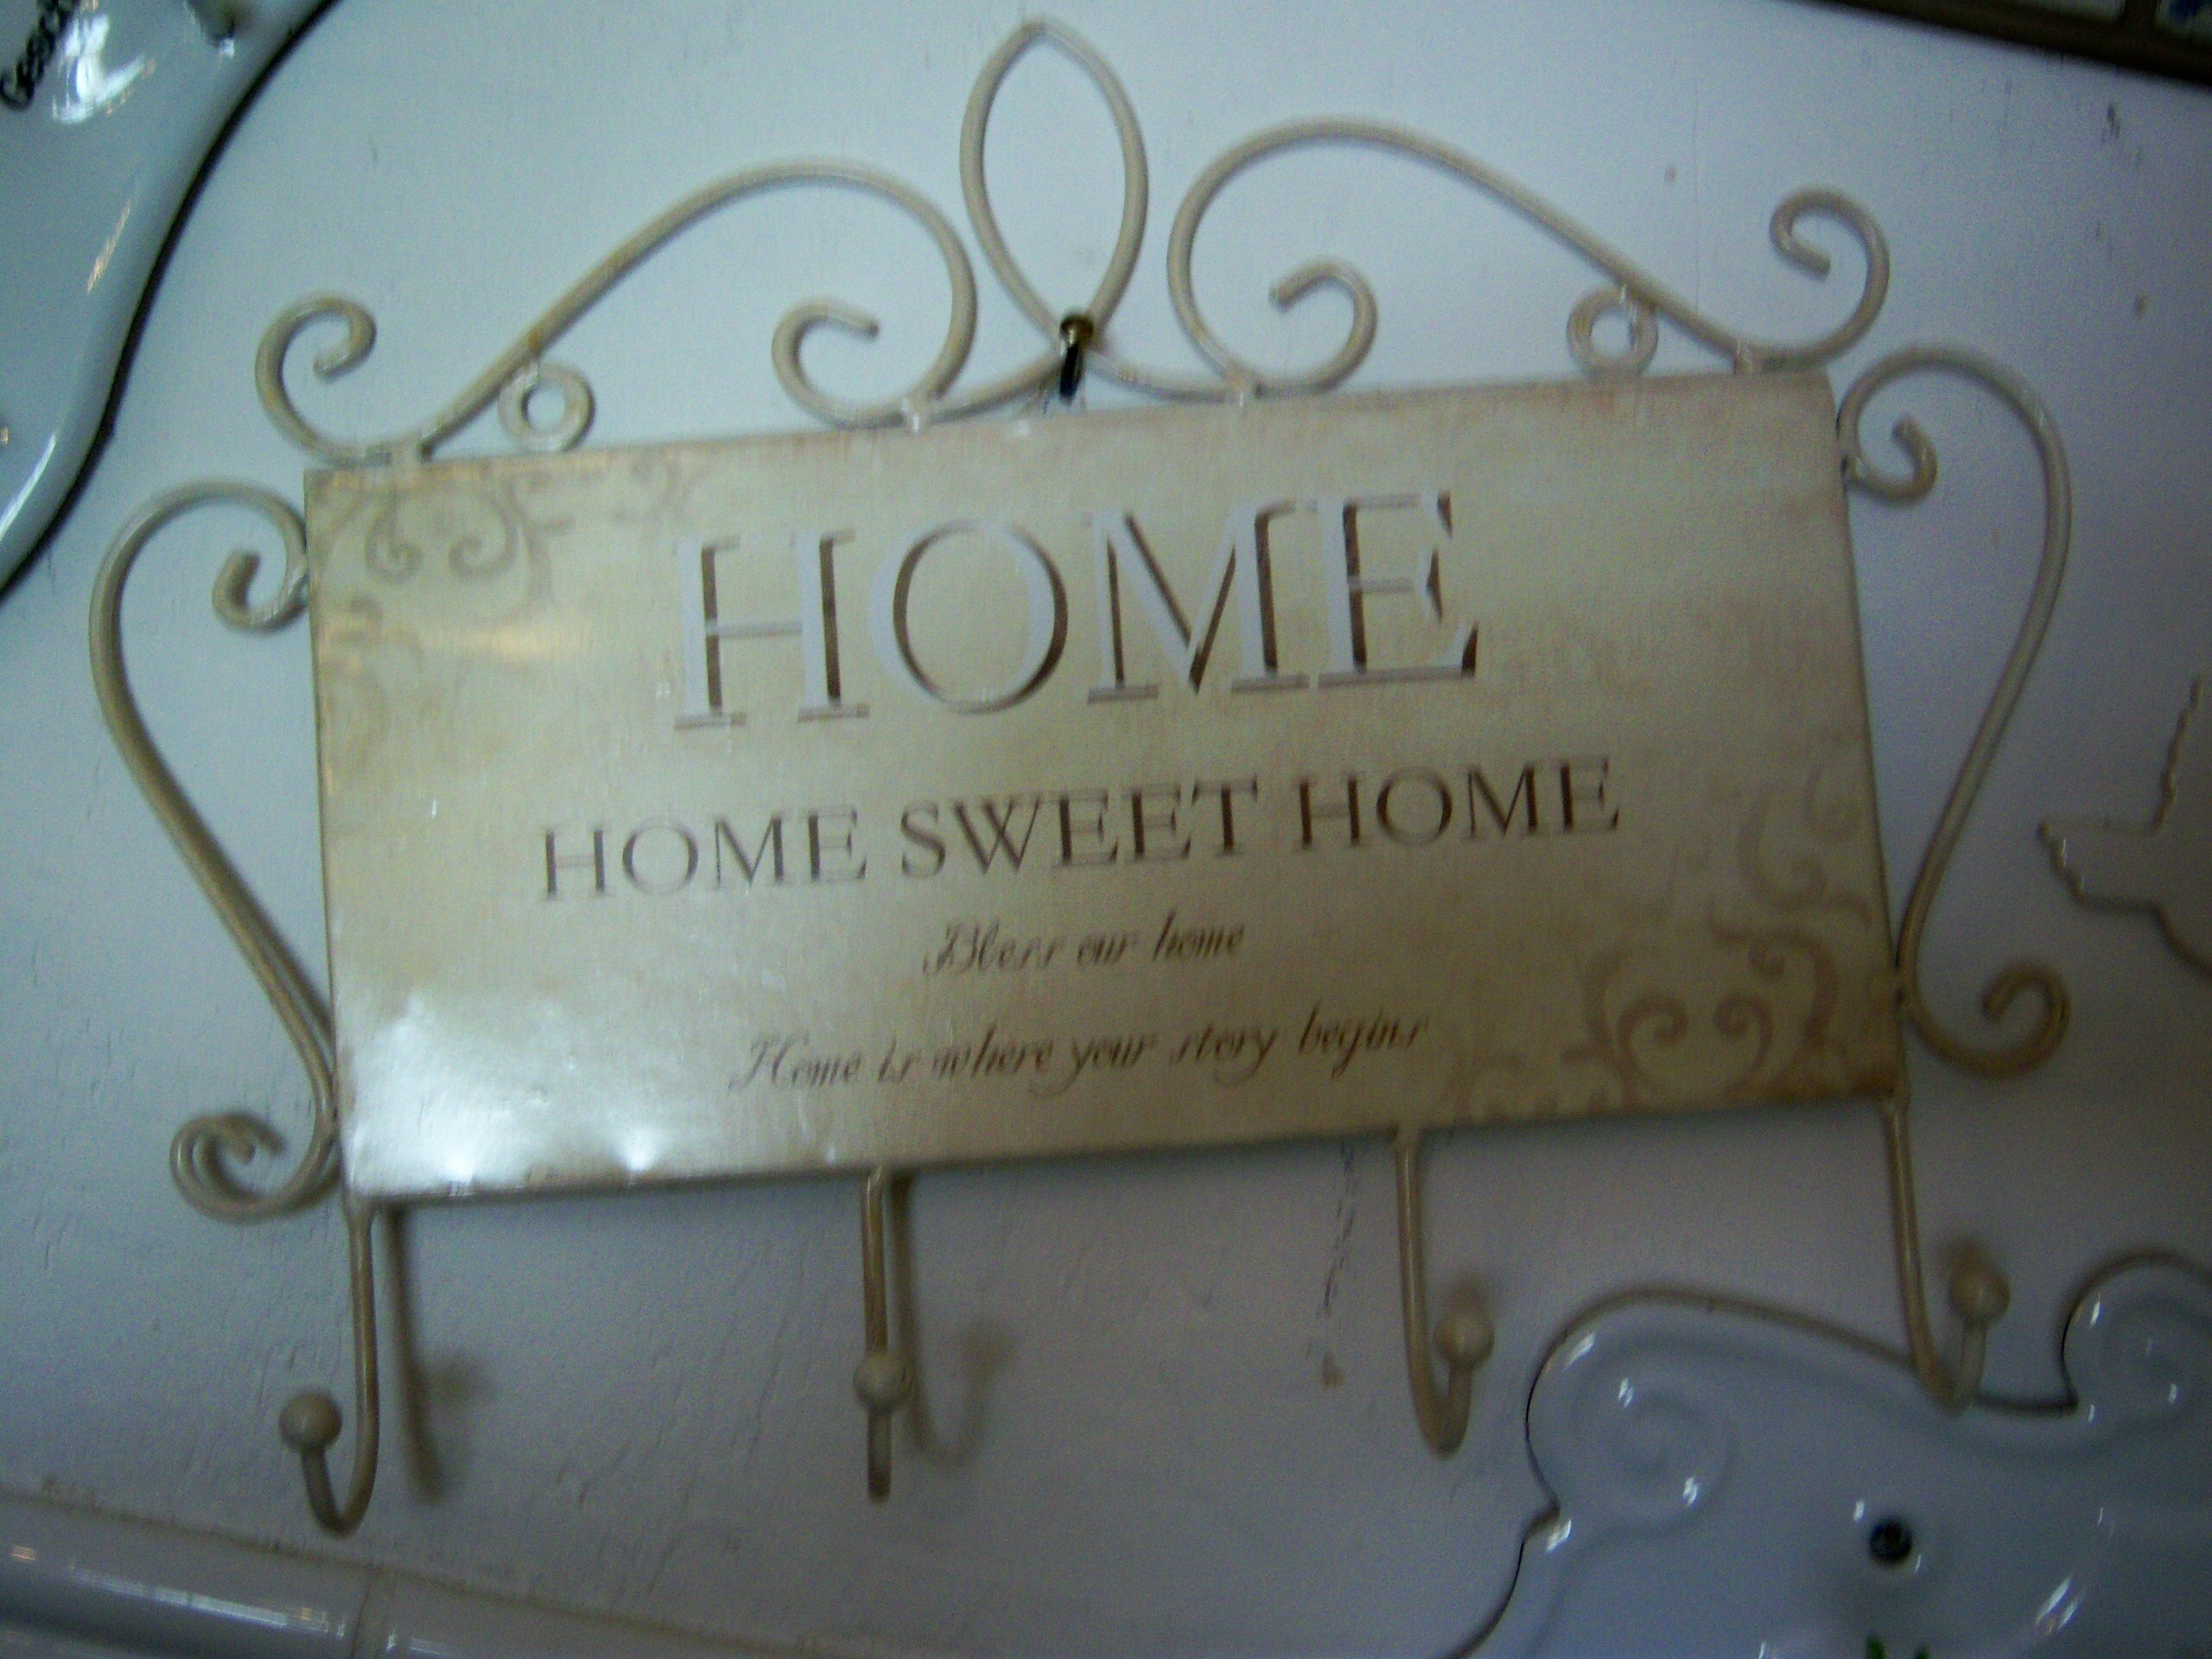 HOME
HOME SWEET HOME
Bless our home
Home is where your story begins